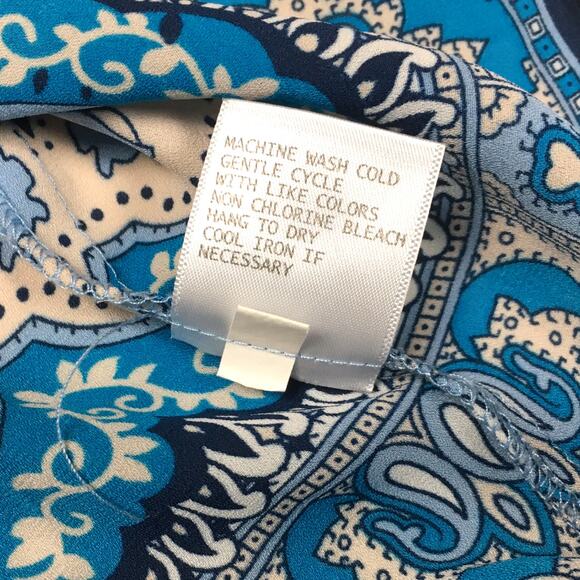 MACHINE WASH COLD
GENTLE CYCLE
WITH LIKE COLORS
NON CHLORINE BLEACH
HANG TO DRY
COOL IRON IF
NECESSARY